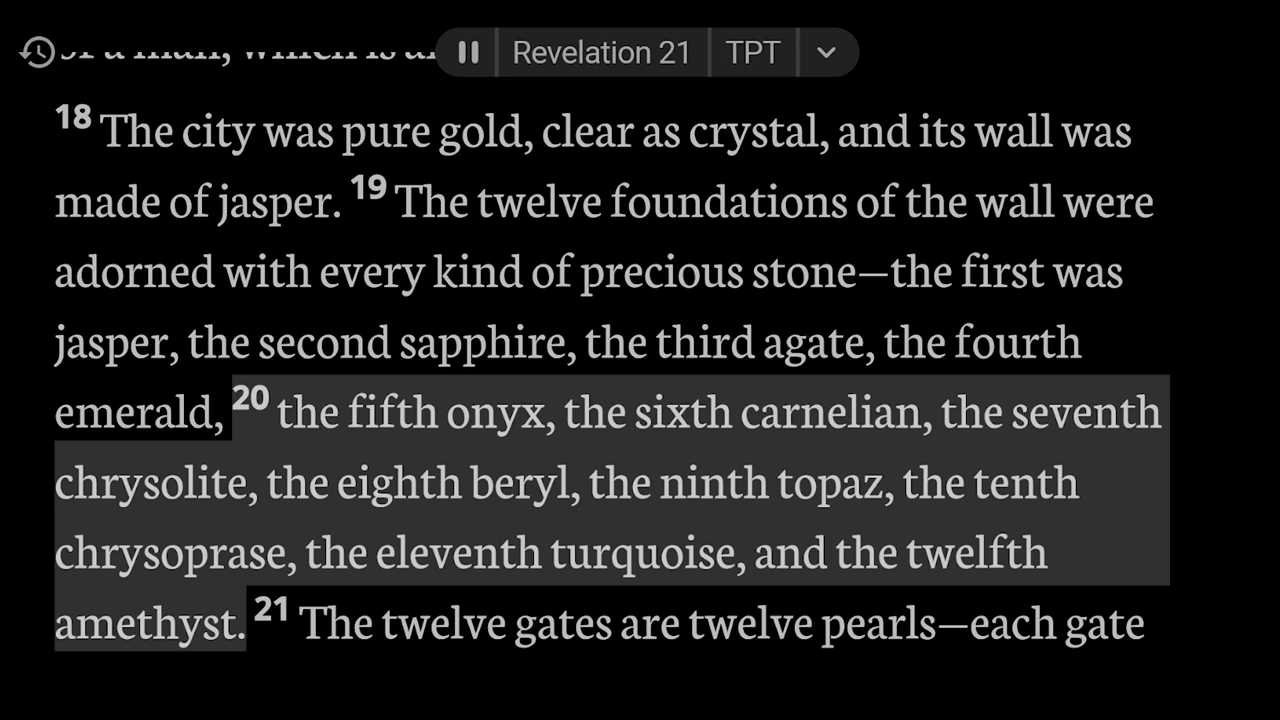 Revelation 21 TPT
18 The city was pure gold, clear as crystal, and its wall was
made of jasper. 19 The twelve foundations of the wall were
adorned with every kind of precious stone—the first was
jasper, the second sapphire, the third agate, the fourth
emerald, 20 the fifth onyx, the sixth carnelian, the seventh
chrysolite, the eighth beryl, the ninth topaz, the tenth
chrysoprase, the eleventh turquoise, and the twelfth
amethyst. 21 The twelve gates are twelve pearls—each gate